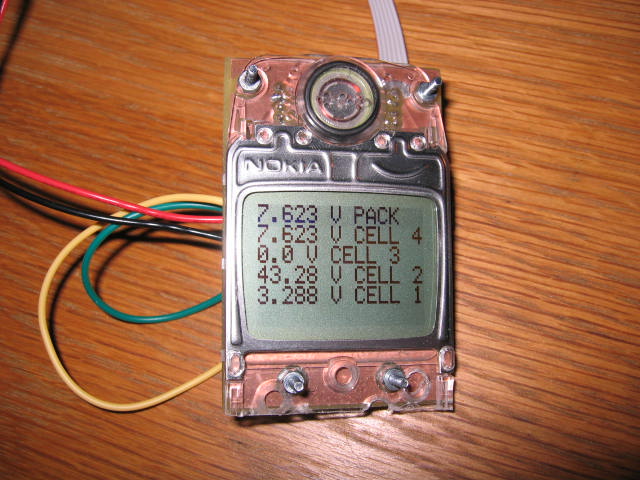 NOKIA
7.623 V PACK
7.623 V CELL 4
0.0 V CELL 3
43.28 V CELL 2
3.288 V CELL 1